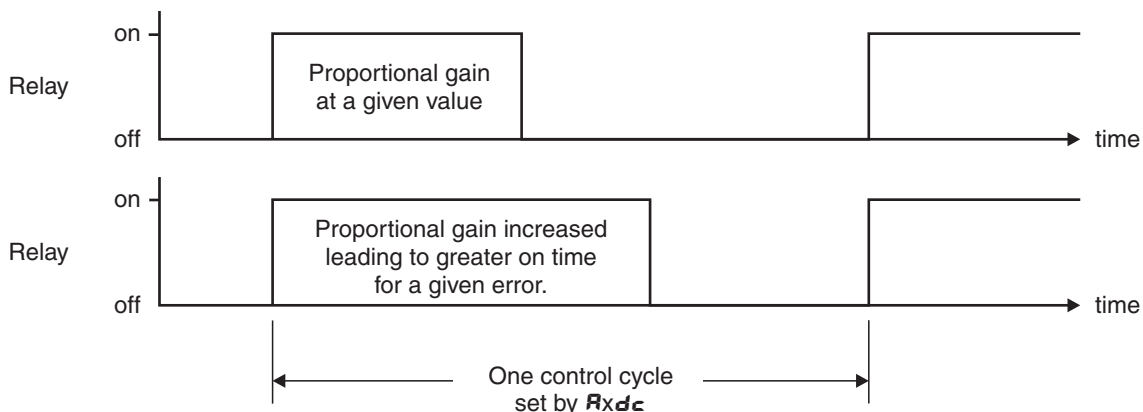 on
Relay
Proportional gain
at a given value
off
time
on
Relay
Proportional gain increased
leading to greater on time
for a given error.
off
time
One control cycle
set by Axdc